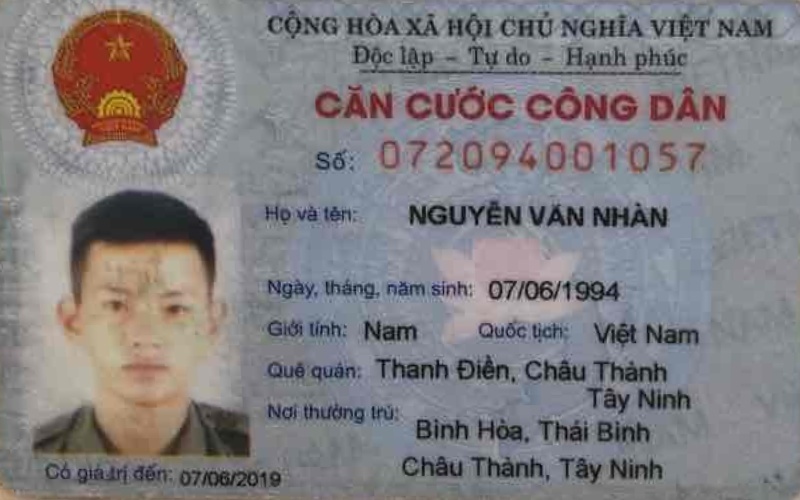 CỘNG HÒA XÃ HỘI CHỦ NGHĨA VIỆT NAM
Độc lập - Tự do - Hạnh phúc
CĂN CƯỚC CÔNG DÂN
Số: 072094001057
Họ và tên: NGUYỄN VĂN NHÀN
Ngày, tháng, năm sinh: 07/06/1994
Giới tính: Nam Quốc tịch: Việt Nam
Quê quán: Thanh Điền, Châu Thành
Tây Ninh
Nơi thường trú:
Bình Hòa, Thái Bình
Châu Thành, Tây Ninh
Có giá trị đến: 07/06/2019